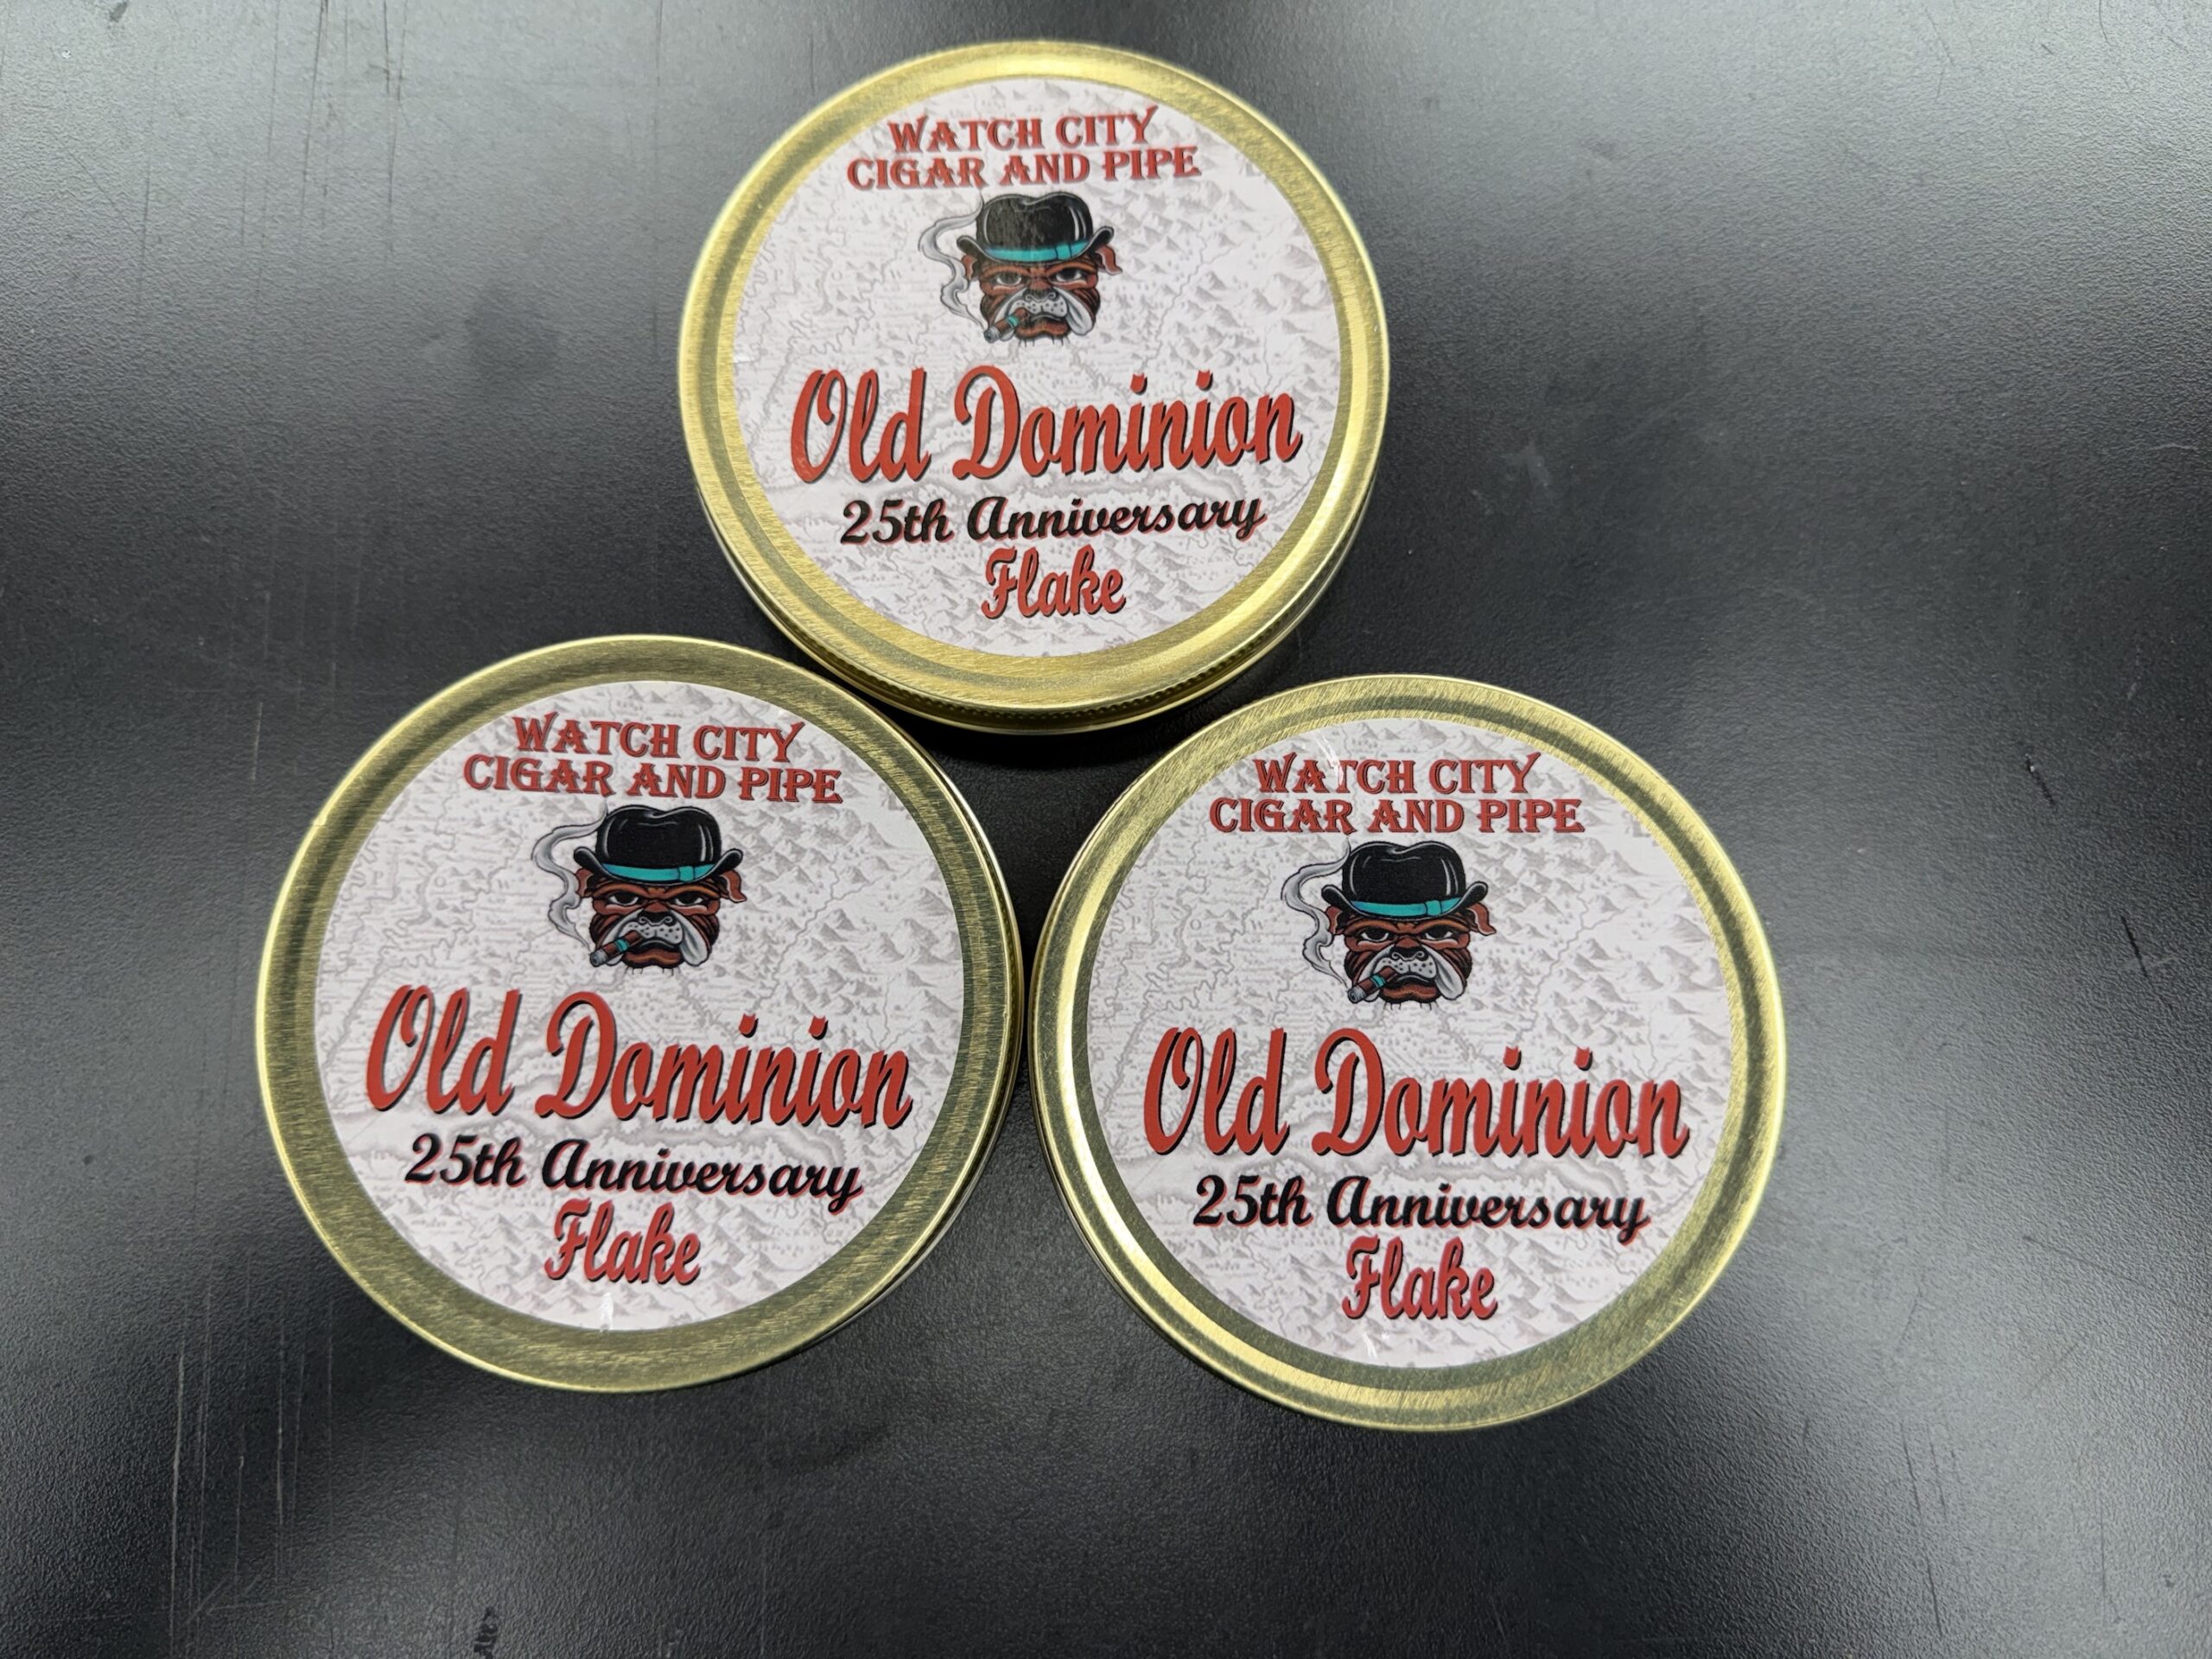 WATCH CITY
CIGAR AND PIPE
Old Dominion
25th Anniversary
Flake
WATCH CITY
CIGAR AND PIPE
Old Dominion
25th Anniversary
Flake
WATCH CITY
CIGAR AND PIPE
Old Dominion
25th Anniversary
Flake